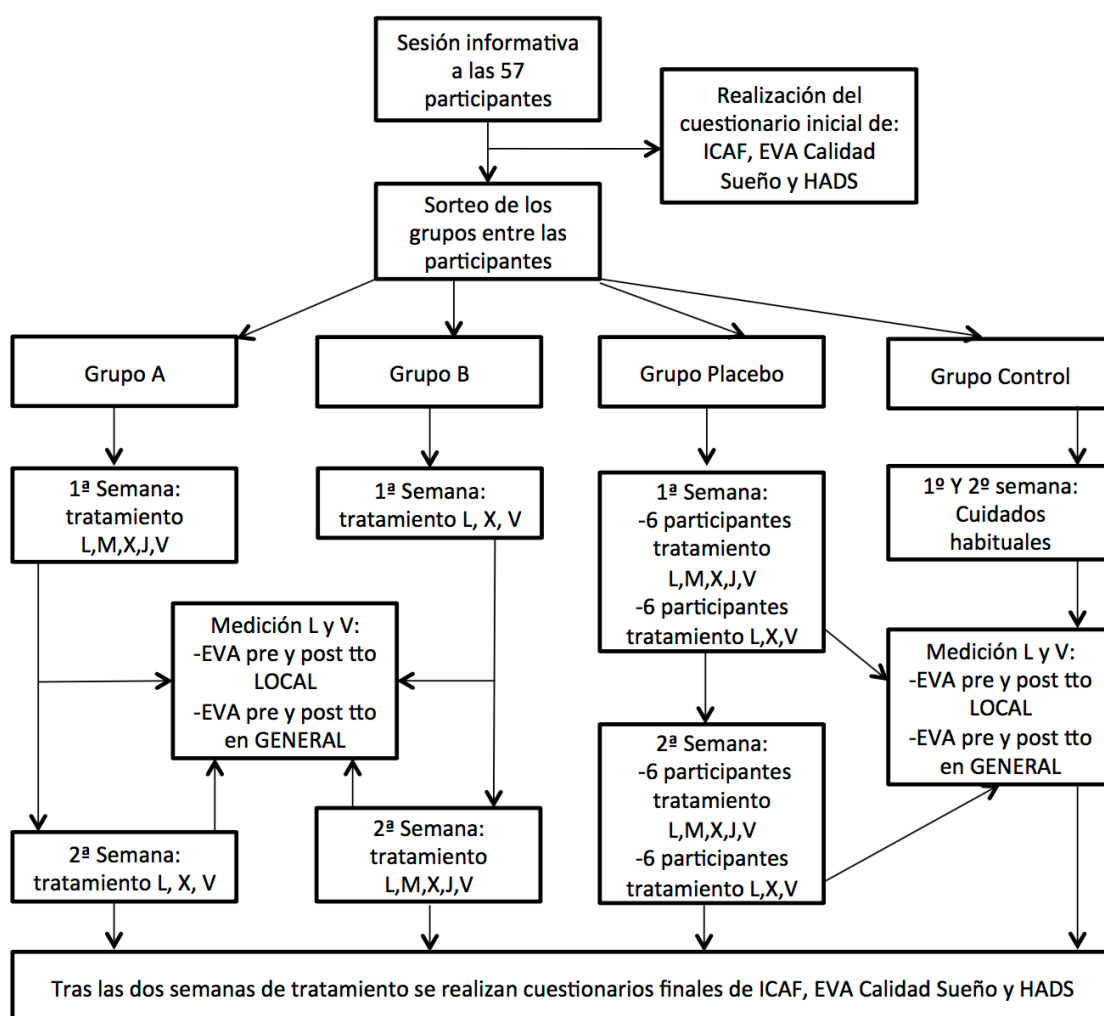 Sesión informativa
a las 57
participantes
Realización del
cuestionario inicial de:
ICAF, EVA Calidad
Sueño y HADS
Sorteo de los
grupos entre las
participantes
Grupo A
Grupo B
Grupo Placebo
Grupo Control
1ª Semana:
tratamiento
L,M,X,J,V
1ª Semana:
tratamiento L, X, V
1ª Semana:
-6 participantes
tratamiento
L,M,X,J,V
-6 participantes
tratamiento L,X,V
1º Y 2º semana:
Cuidados
habituales
Medición L y V:
-EVA pre y post tto
LOCAL
-EVA pre y post tto
en GENERAL
Medición L y V:
-EVA pre y post tto
LOCAL
-EVA pre y post tto
en GENERAL
2ª Semana:
tratamiento L, X, V
2ª Semana:
tratamiento
L,M,X,J,V
2ª Semana:
-6 participantes
tratamiento
L,M,X,J,V
-6 participantes
tratamiento L,X,V
Tras las dos semanas de tratamiento se realizan cuestionarios finales de ICAF, EVA Calidad Sueño y HADS